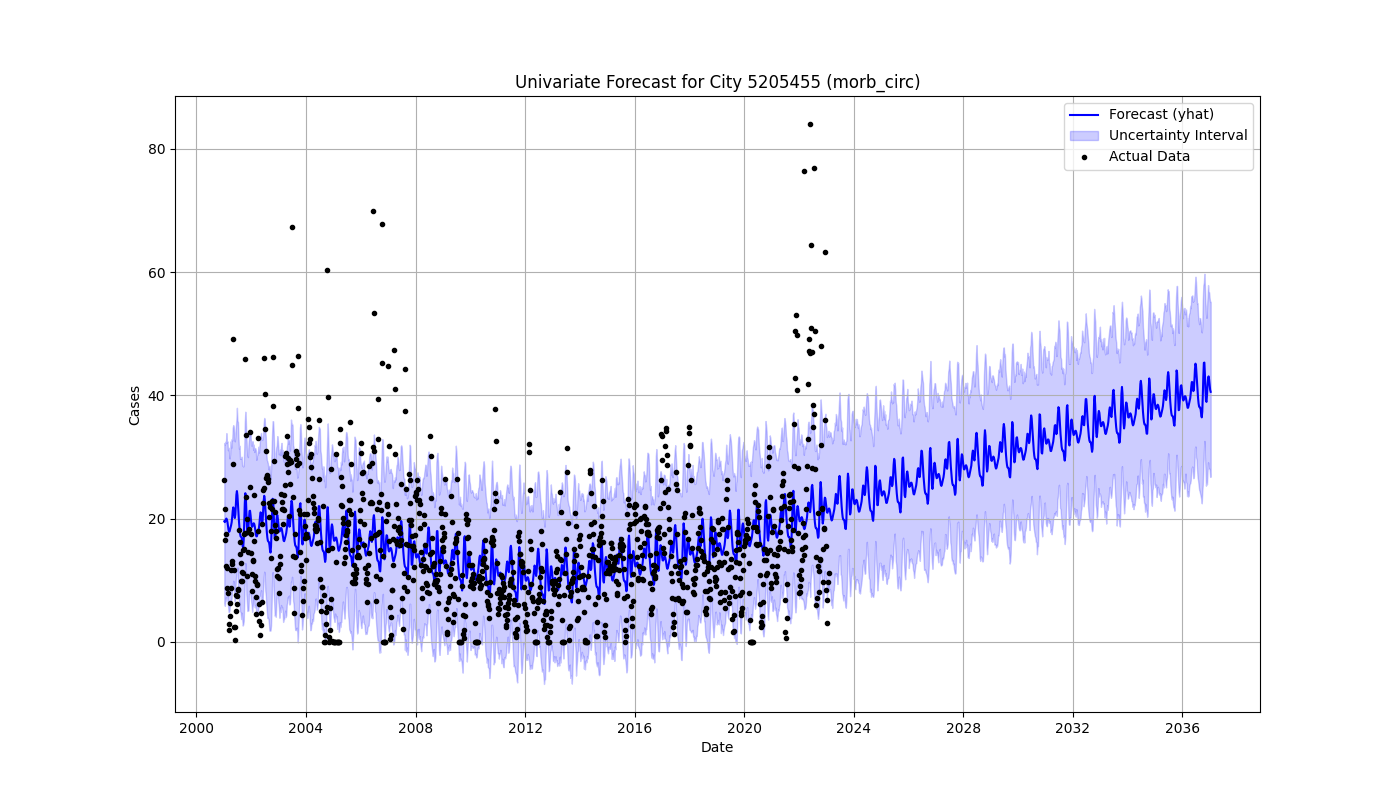 Univariate Forecast for City 5205455 (morb_circ)
Forecast (yhat)
Uncertainty Interval
Actual Data
80
60
40
20
0
Cases
2000 2004 2008 2012 2016 2020 2024 2028 2032 2036
Date